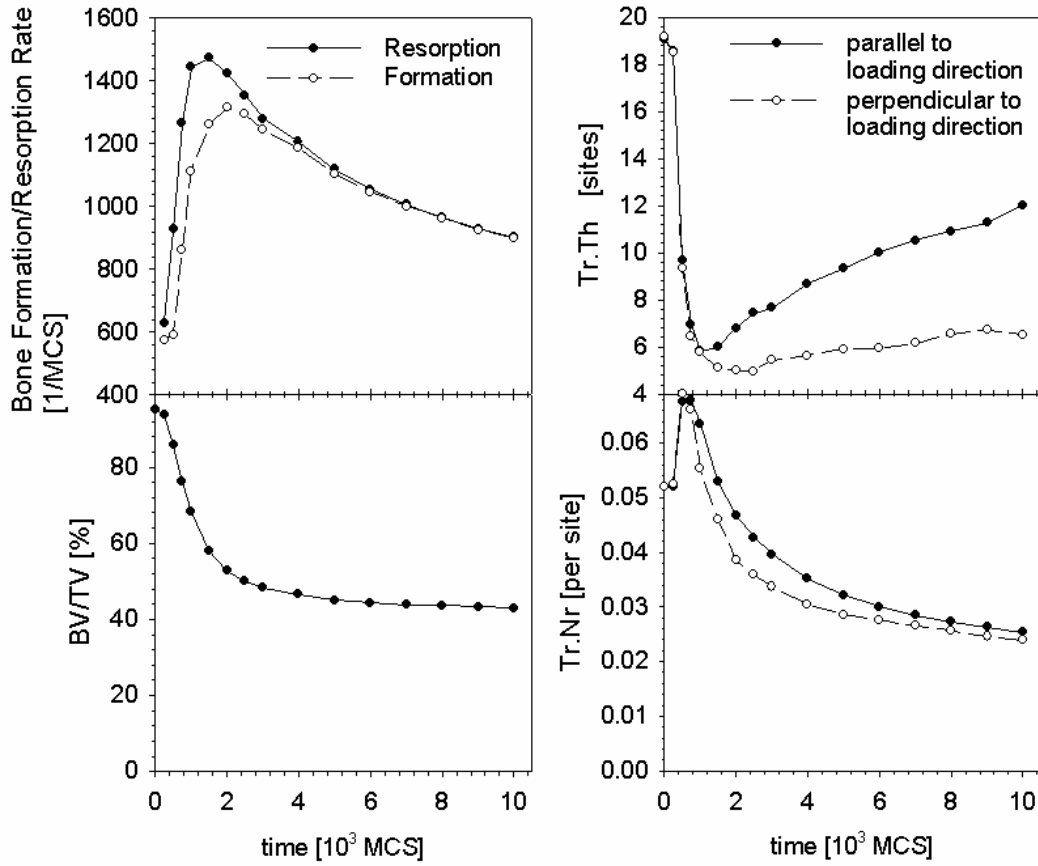 Bone Formation/Resorption Rate
[1/MCS]
1600
1400
1200
1000
800
600
400
Resorption
Formation
Tr.Th [sites]
20
18
16
14
12
10
8
6
4
parallel to
loading direction
perpendicular to
loading direction
BV/TV [%]
80
60
40
20
0
0 2 4 6 8 10
time [10³ MCS]
Tr.Nr [per site]
0.06
0.05
0.04
0.03
0.02
0.01
0.00
0 2 4 6 8 10
time [10³ MCS]